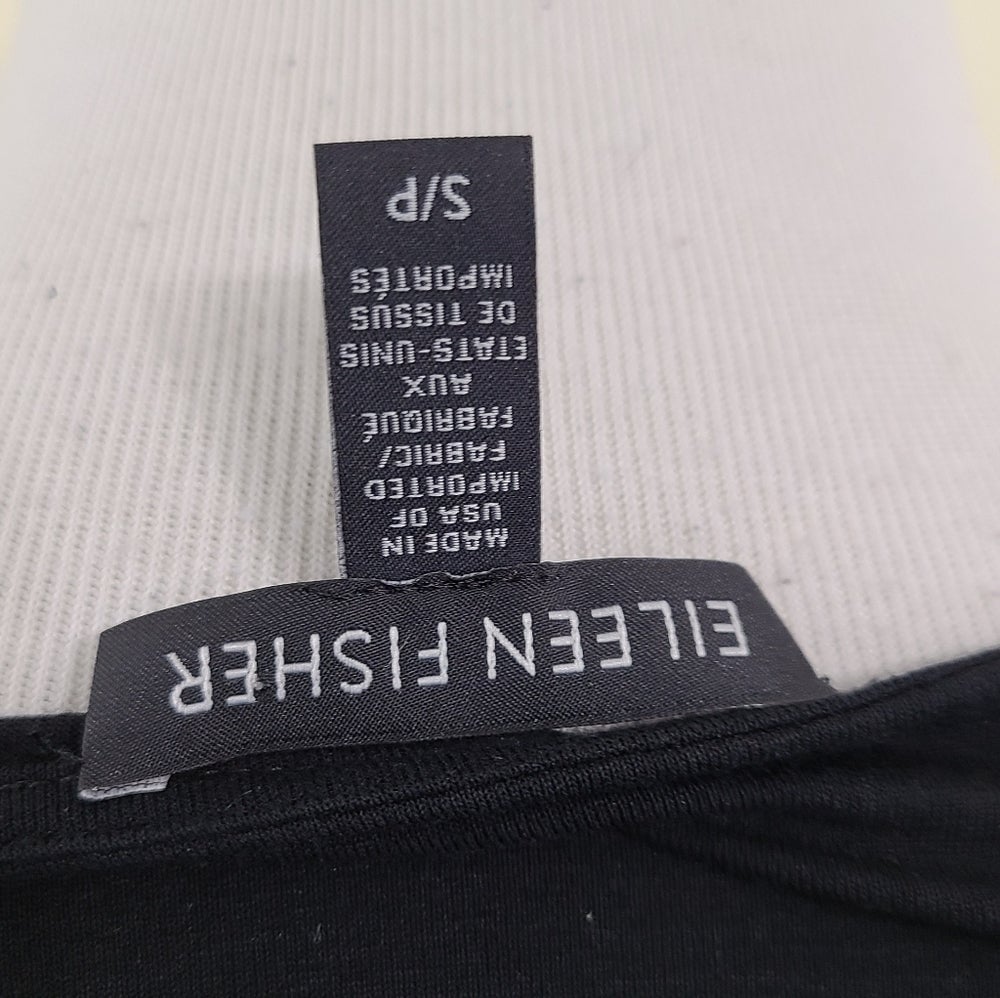 EILEEN FISHER
MADE IN
USA OF
IMPORTED
FABRIC/
FABRIQUÉ
AUX
ETATS-UNIS
DE TISSUS
IMPORTÉS
S/P